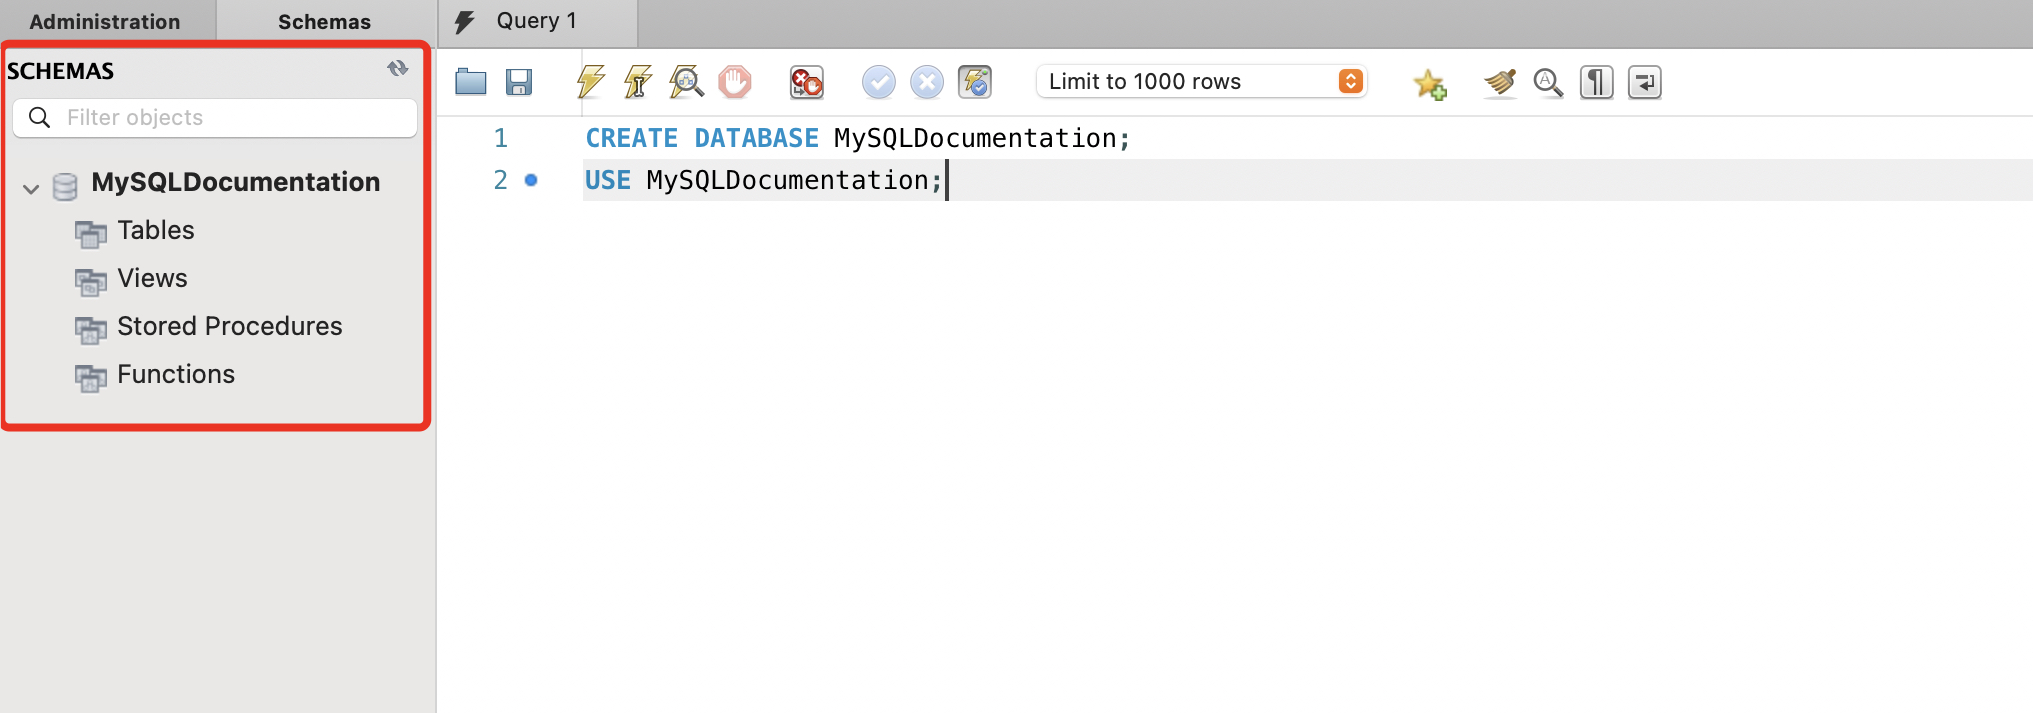 Administration
Schemas
Query 1
SCHEMAS
Filter objects
MySQLDocumentation
Tables
Views
Stored Procedures
Functions
Limit to 1000 rows
1 CREATE DATABASE MySQLDocumentation;
2 USE MySQLDocumentation;